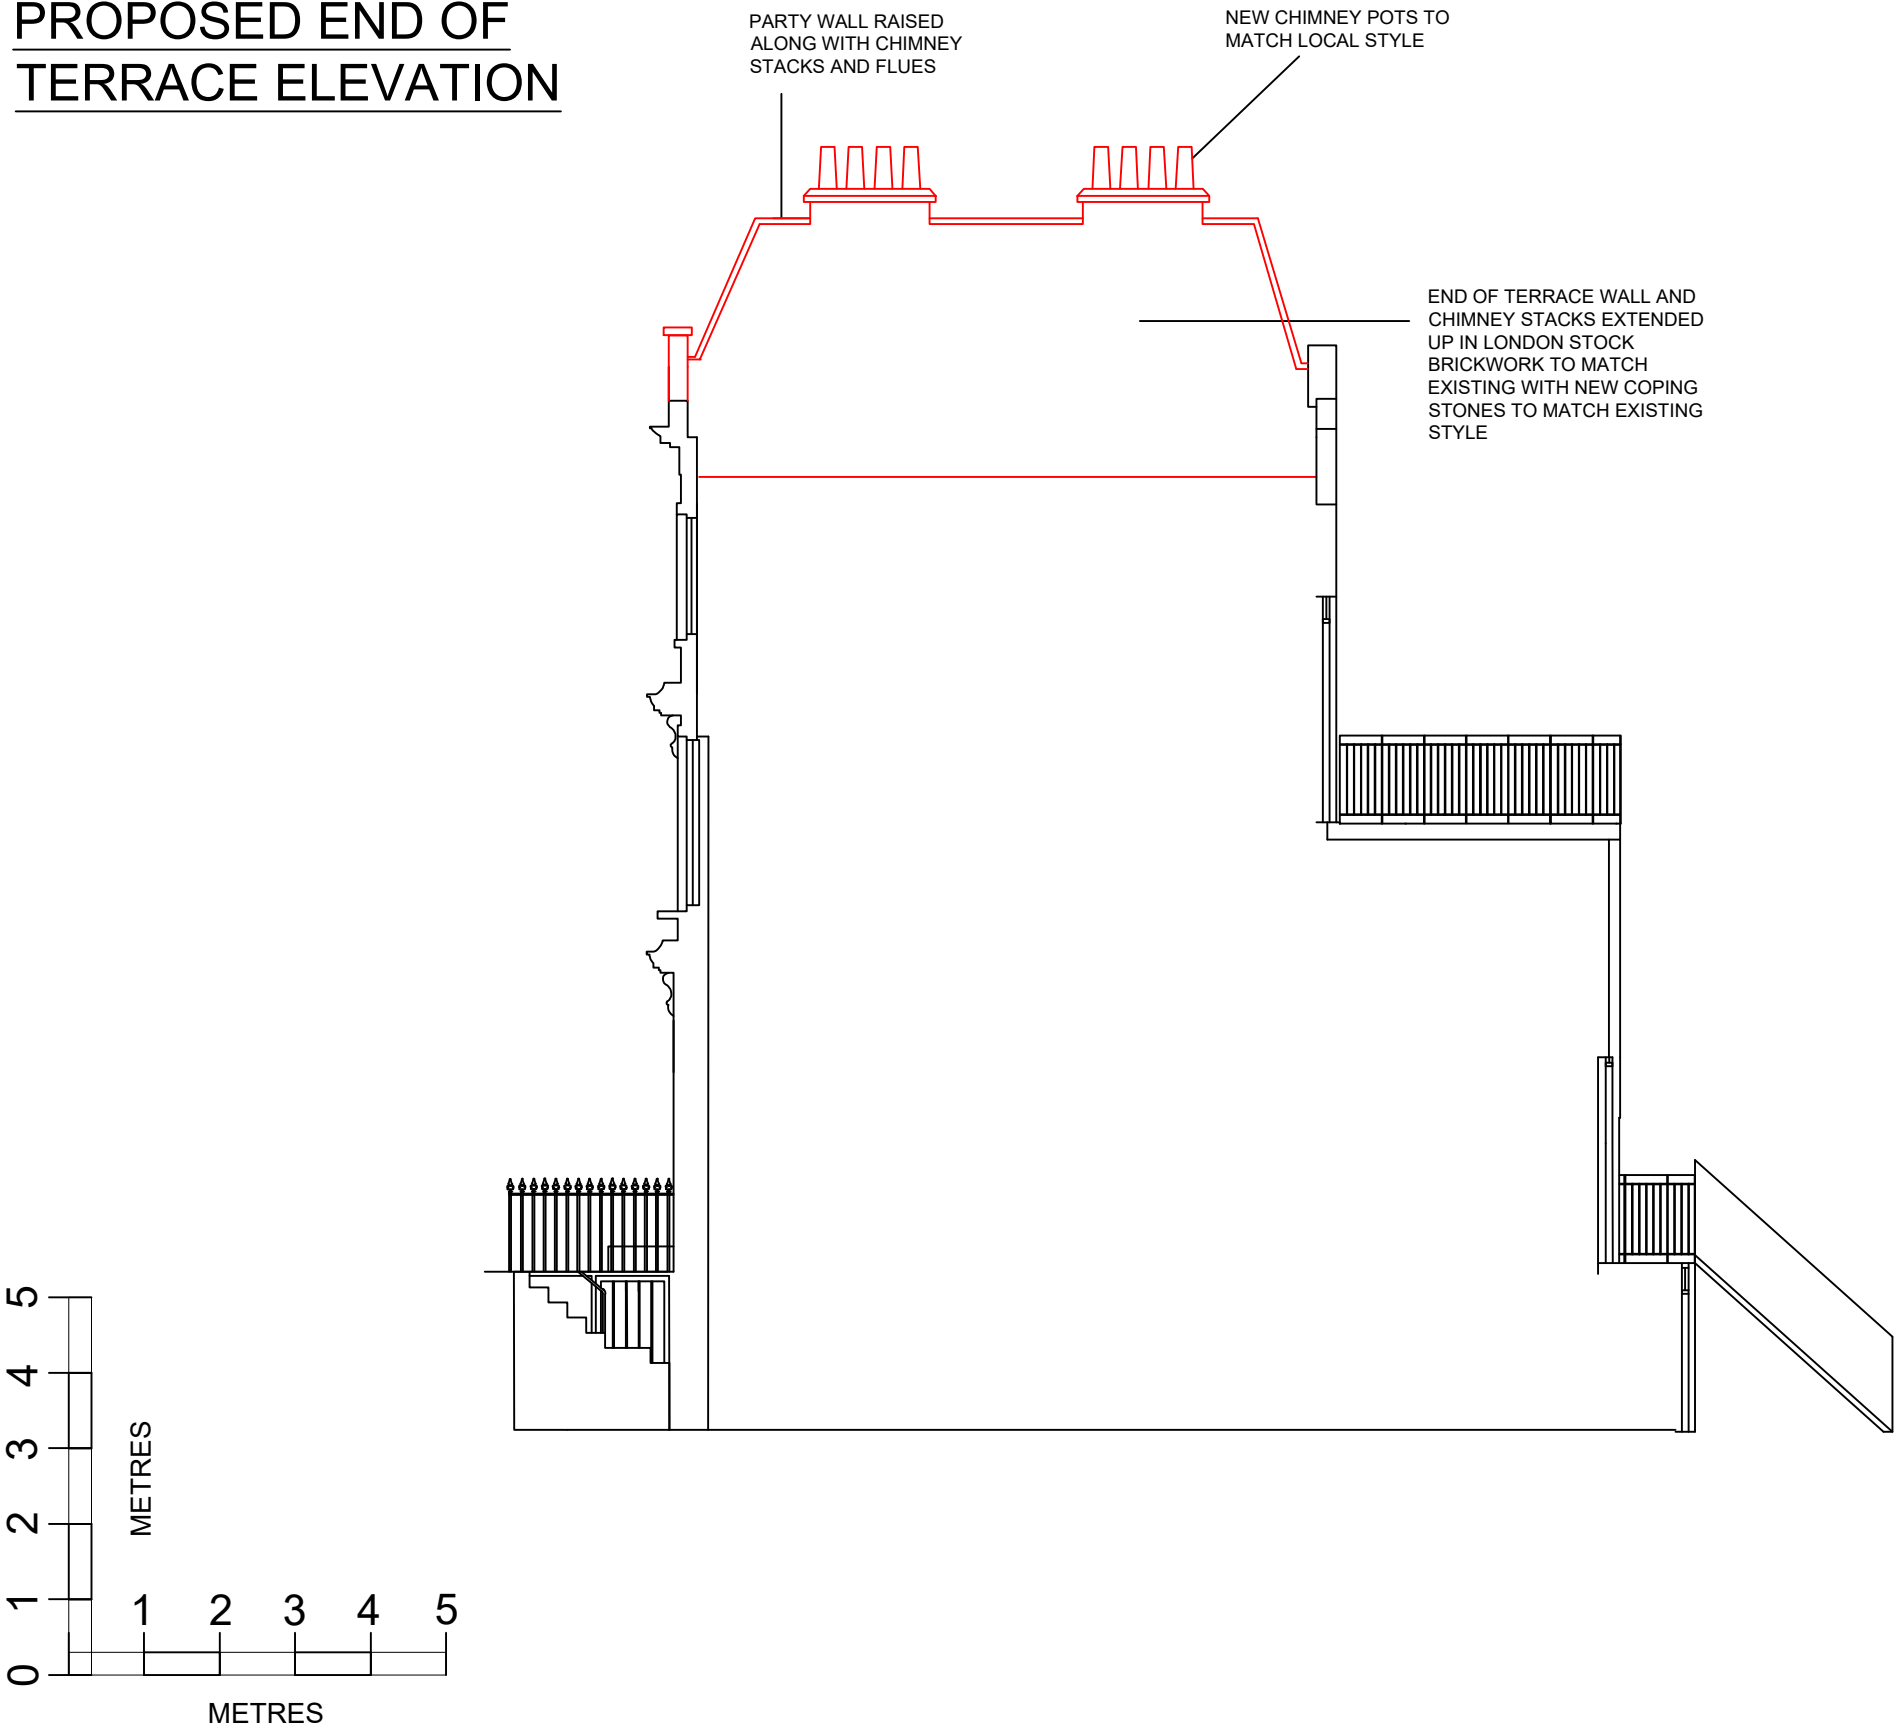 PROPOSED END OF
TERRACE ELEVATION
PARTY WALL RAISED
ALONG WITH CHIMNEY
STACKS AND FLUES
NEW CHIMNEY POTS TO
MATCH LOCAL STYLE
END OF TERRACE WALL AND
CHIMNEY STACKS EXTENDED
UP IN LONDON STOCK
BRICKWORK TO MATCH
EXISTING WITH NEW COPING
STONES TO MATCH EXISTING
STYLE
5
4
3
2
1
0
METRES
1 2 3 4 5
METRES